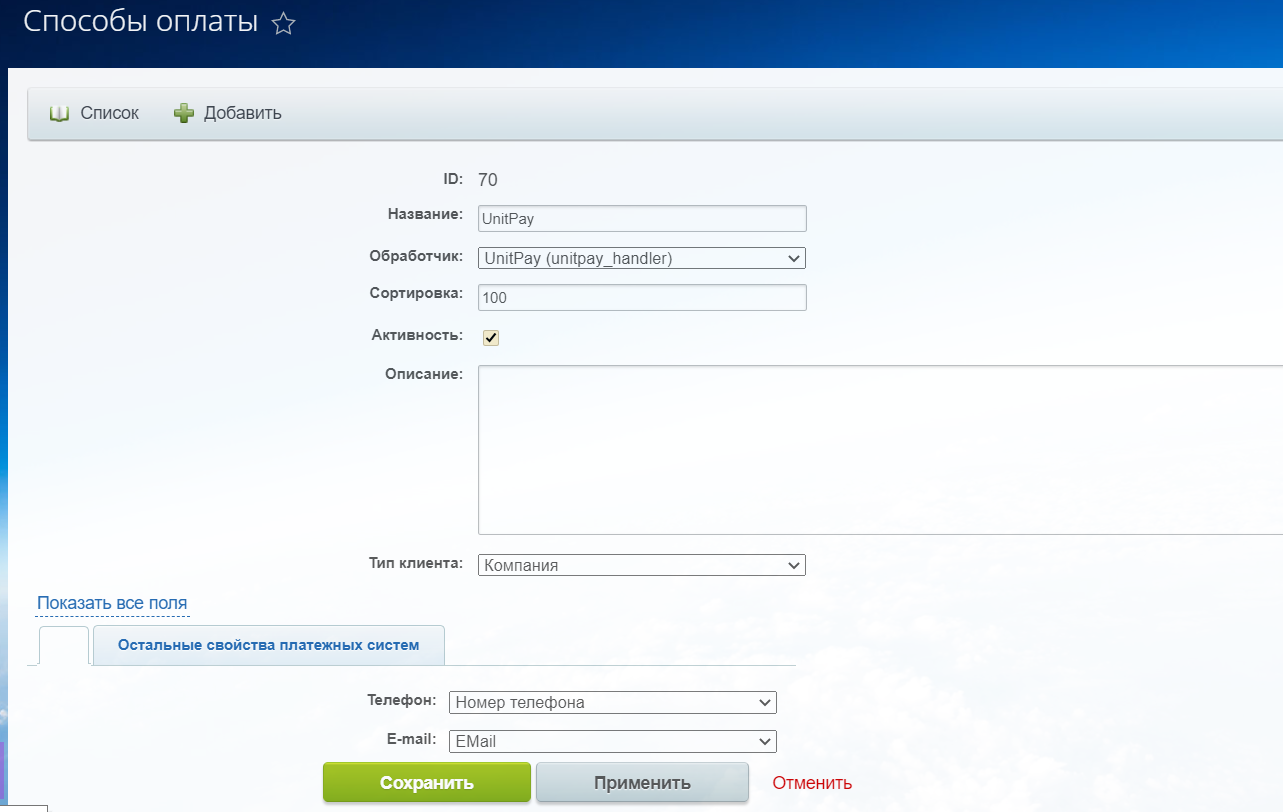 Способы оплаты
Список Добавить
ID: 70
Название: UnitPay
Обработчик: UnitPay (unitpay_handler)
Сортировка: 100
Активность:
Описание:
Тип клиента: Компания
Показать все поля
Остальные свойства платежных систем
Телефон: Номер телефона
E-mail: EMail
Сохранить Применить Отменить